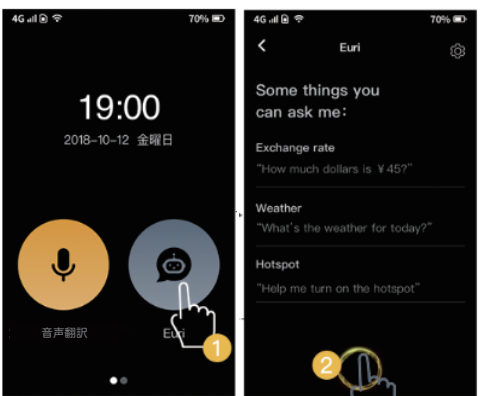 4G 70%
19:00
2018-10-12 金曜日
音声翻訳
Euri
1
4G 70%
Euri
Some things you
can ask me:
Exchange rate
"How much dollars is ¥45?"
Weather
"What's the weather for today?"
Hotspot
"Help me turn on the hotspot"
2